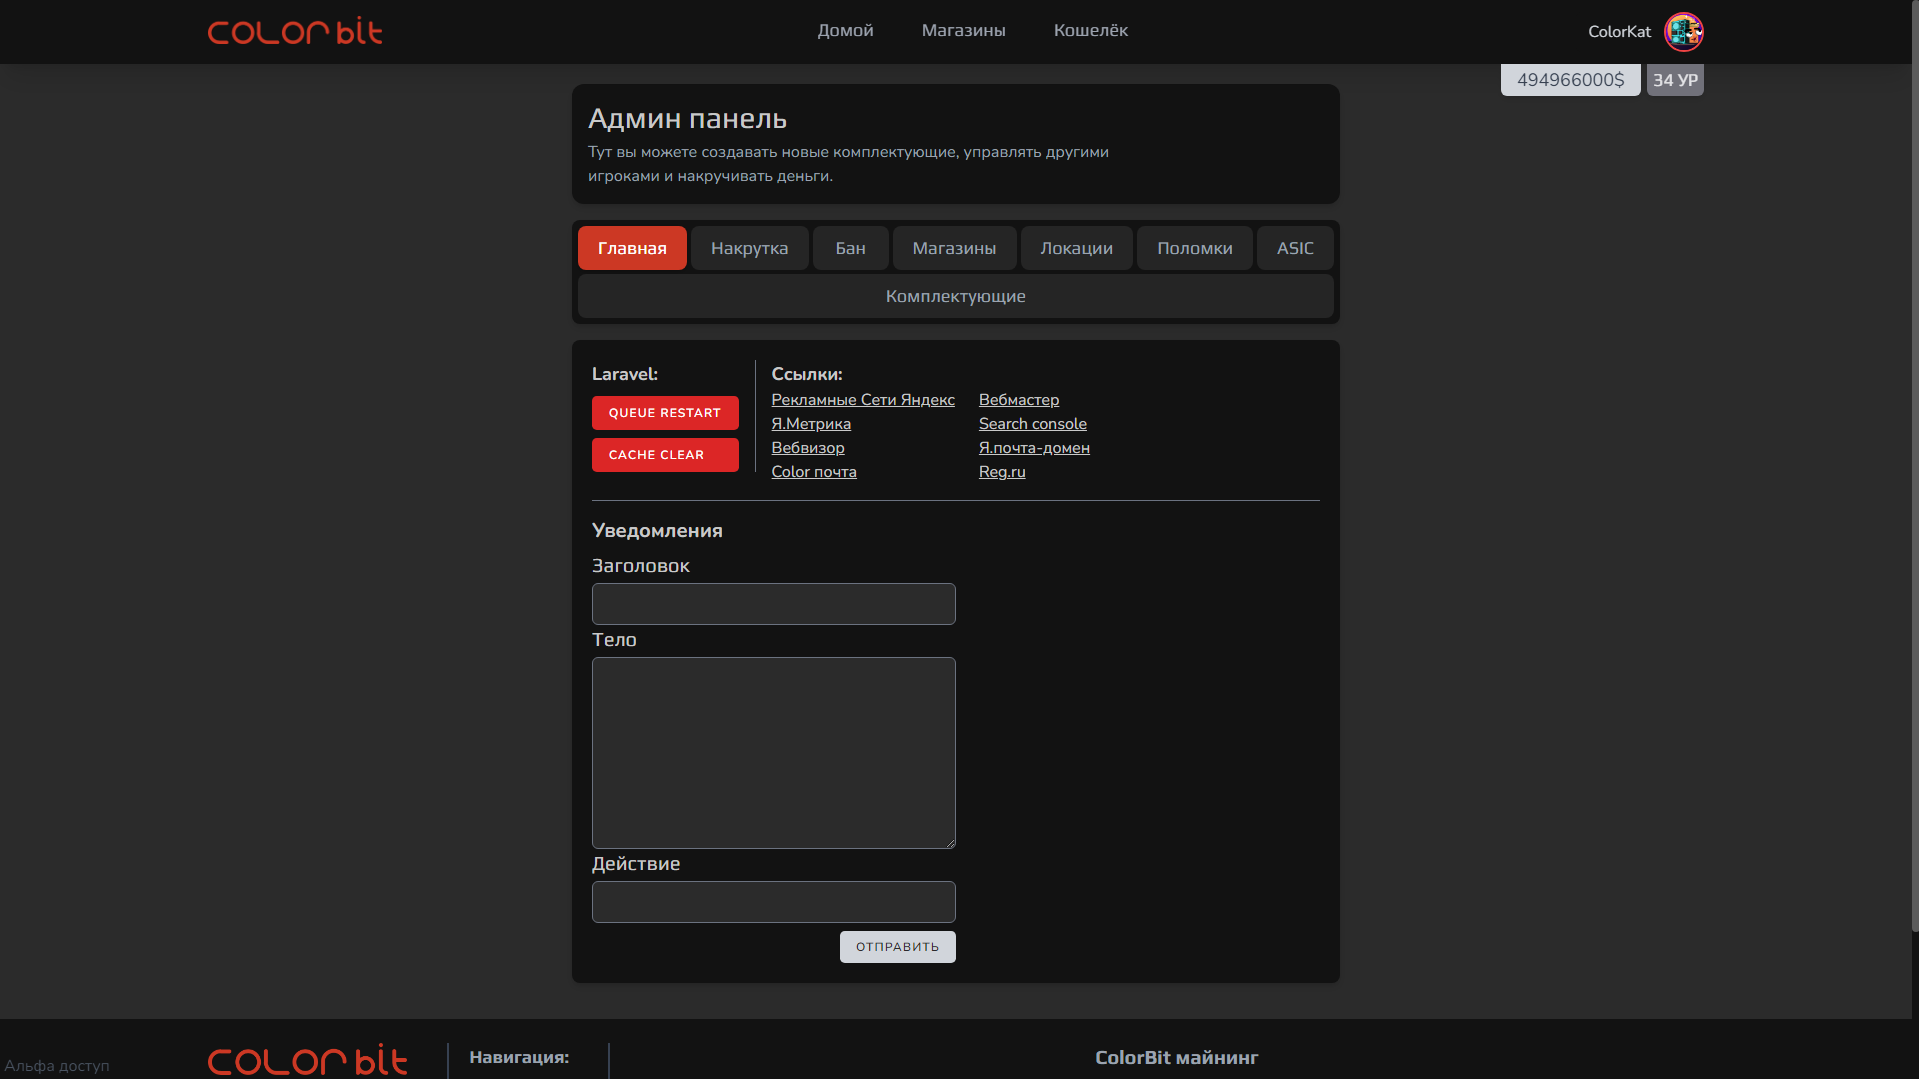 COLOR bit
Домой
Магазины
Кошелёк
ColorKat
494966000$
34 УР
Админ панель
Тут вы можете создавать новые комплектующие, управлять другими
игроками и накручивать деньги.
Главная
Накрутка
Бан
Магазины
Локации
Поломки
ASIC
Комплектующие
Laravel:
QUEUE RESTART
CACHE CLEAR
Ссылки:
Рекламные Сети Яндекс
Вебмастер
Я.Метрика
Search console
Вебвизор
Я.почта-домен
Color почта
Reg.ru
Уведомления
Заголовок
Тело
Действие
ОТПРАВИТЬ
Альфа доступ
COLOR bit
Навигация:
ColorBit майнинг